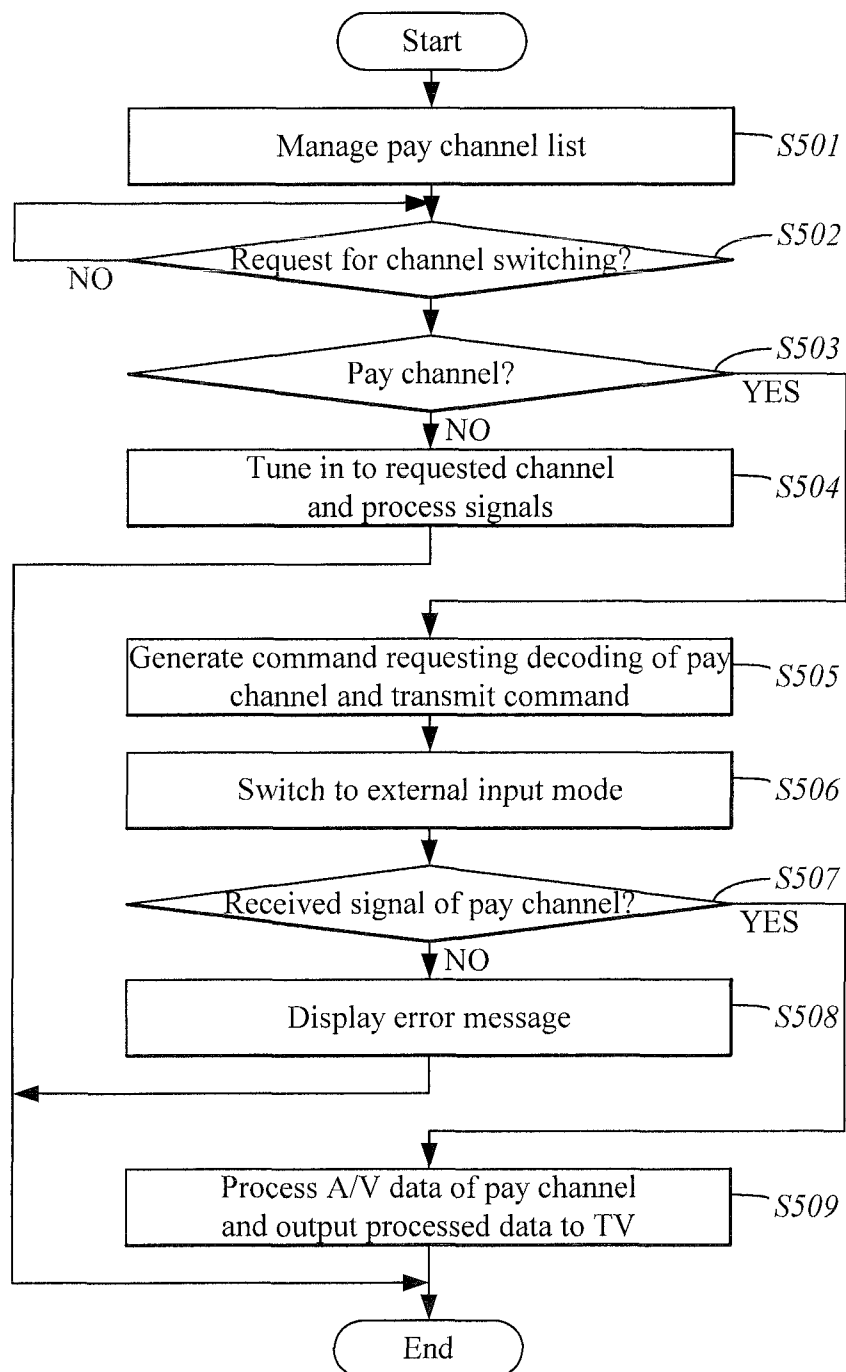 Start
Manage pay channel list
S501
Request for channel switching?
S502
NO
Pay channel?
S503
YES
NO
Tune in to requested channel
and process signals
S504
Generate command requesting decoding of pay
channel and transmit command
S505
Switch to external input mode
S506
Received signal of pay channel?
S507
YES
NO
Display error message
S508
Process A/V data of pay channel
and output processed data to TV
S509
End